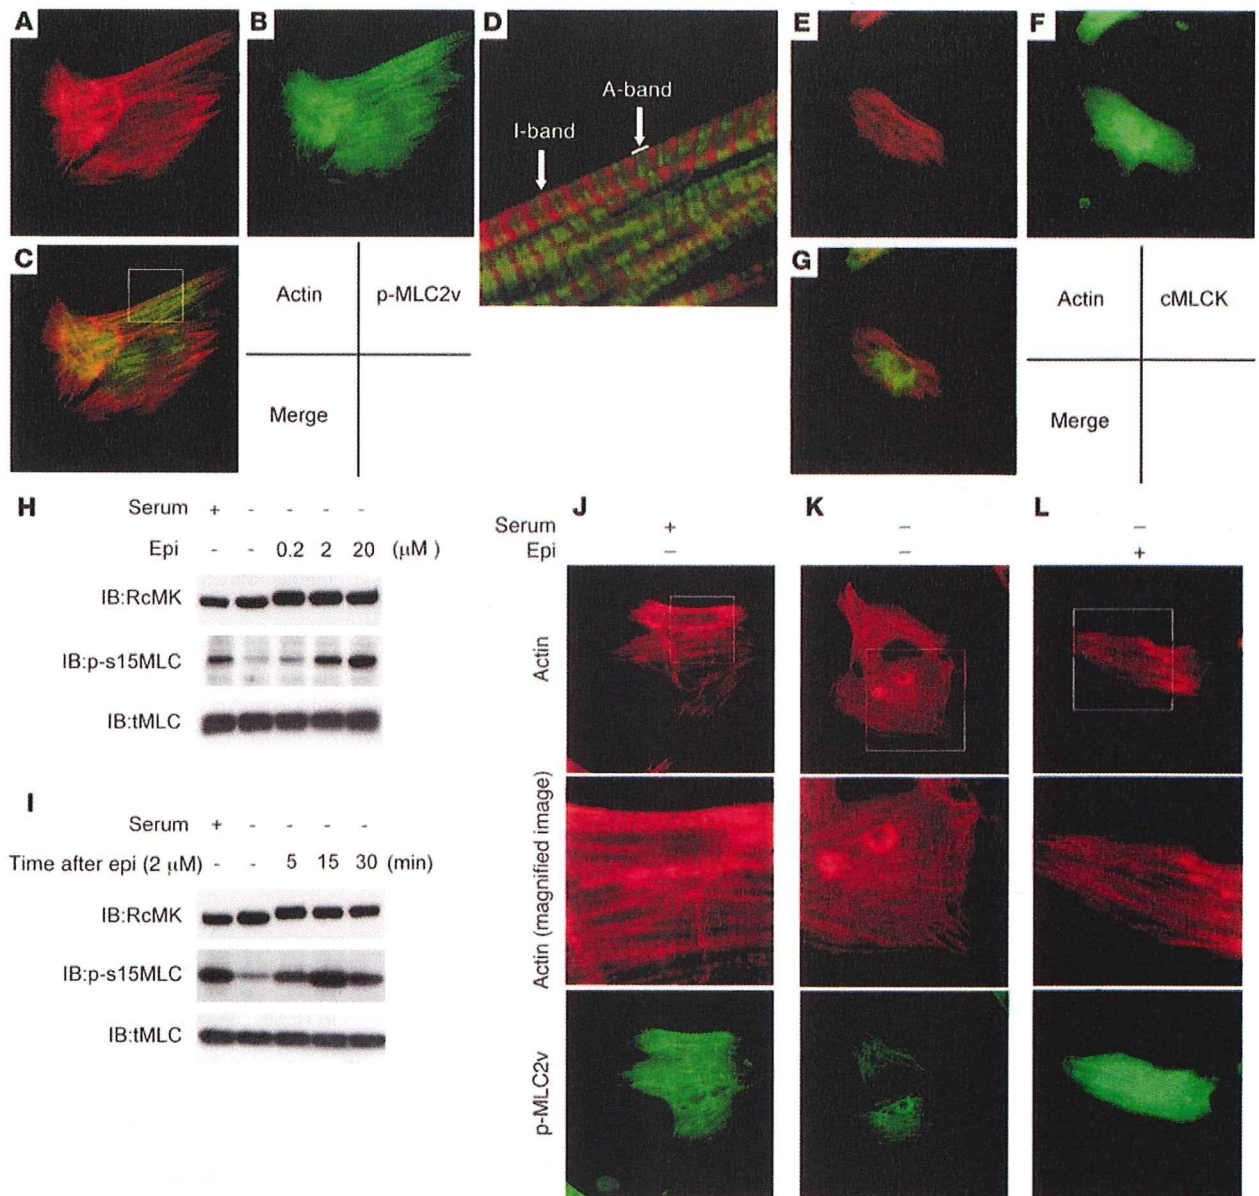 A
B
D
E
F
A-band
I-band
C
Actin
p-MLC2v
Merge
G
Actin
cMLCK
Merge
H
Serum + - - - -
Epi - - 0.2 2 20 (μM )
IB:RcMK
IB:p-s15MLC
IB:tMLC
I
Serum + - - - -
Time after epi (2 μM) - - 5 15 30 (min)
IB:RcMK
IB:p-s15MLC
IB:tMLC
J
K
L
Serum + – –
Epi – – +
Actin
Actin (magnified image)
p-MLC2v